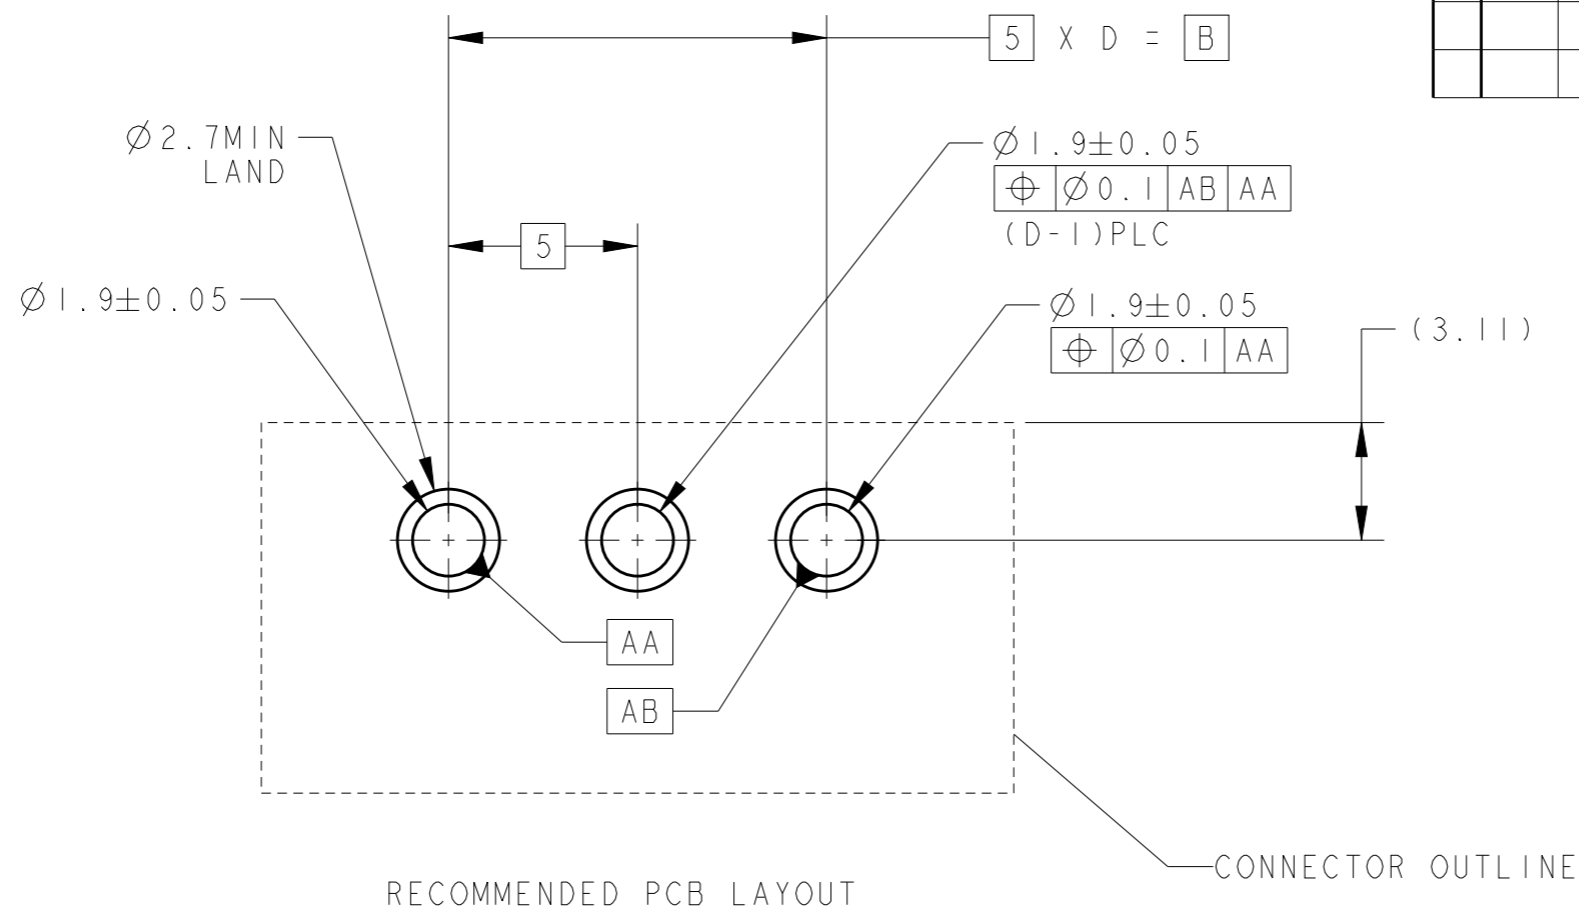 5 X D = B
Ø2.7MIN
LAND
Ø1.9±0.05
⌖ Ø0.1 AB AA
(D-1)PLC
5
Ø1.9±0.05
Ø1.9±0.05
⌖ Ø0.1 AA
(3.11)
AA
AB
CONNECTOR OUTLINE
RECOMMENDED PCB LAYOUT